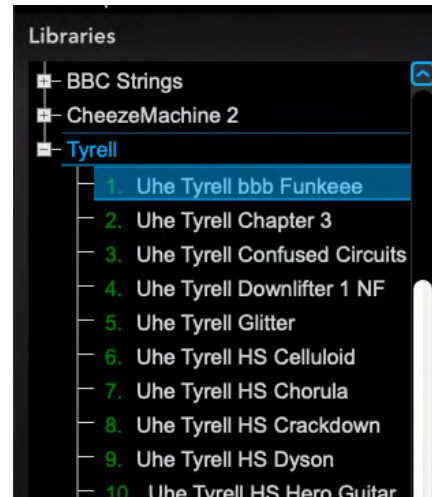 Libraries
BBC Strings
CheezeMachine 2
Tyrell
1. Uhe Tyrell bbb Funkeee
2. Uhe Tyrell Chapter 3
3. Uhe Tyrell Confused Circuits
4. Uhe Tyrell Downlifter 1 NF
5. Uhe Tyrell Glitter
6. Uhe Tyrell HS Celluloid
7. Uhe Tyrell HS Chorula
8. Uhe Tyrell HS Crackdown
9. Uhe Tyrell HS Dyson
10. Uhe Tyrell HS Hero Guitar